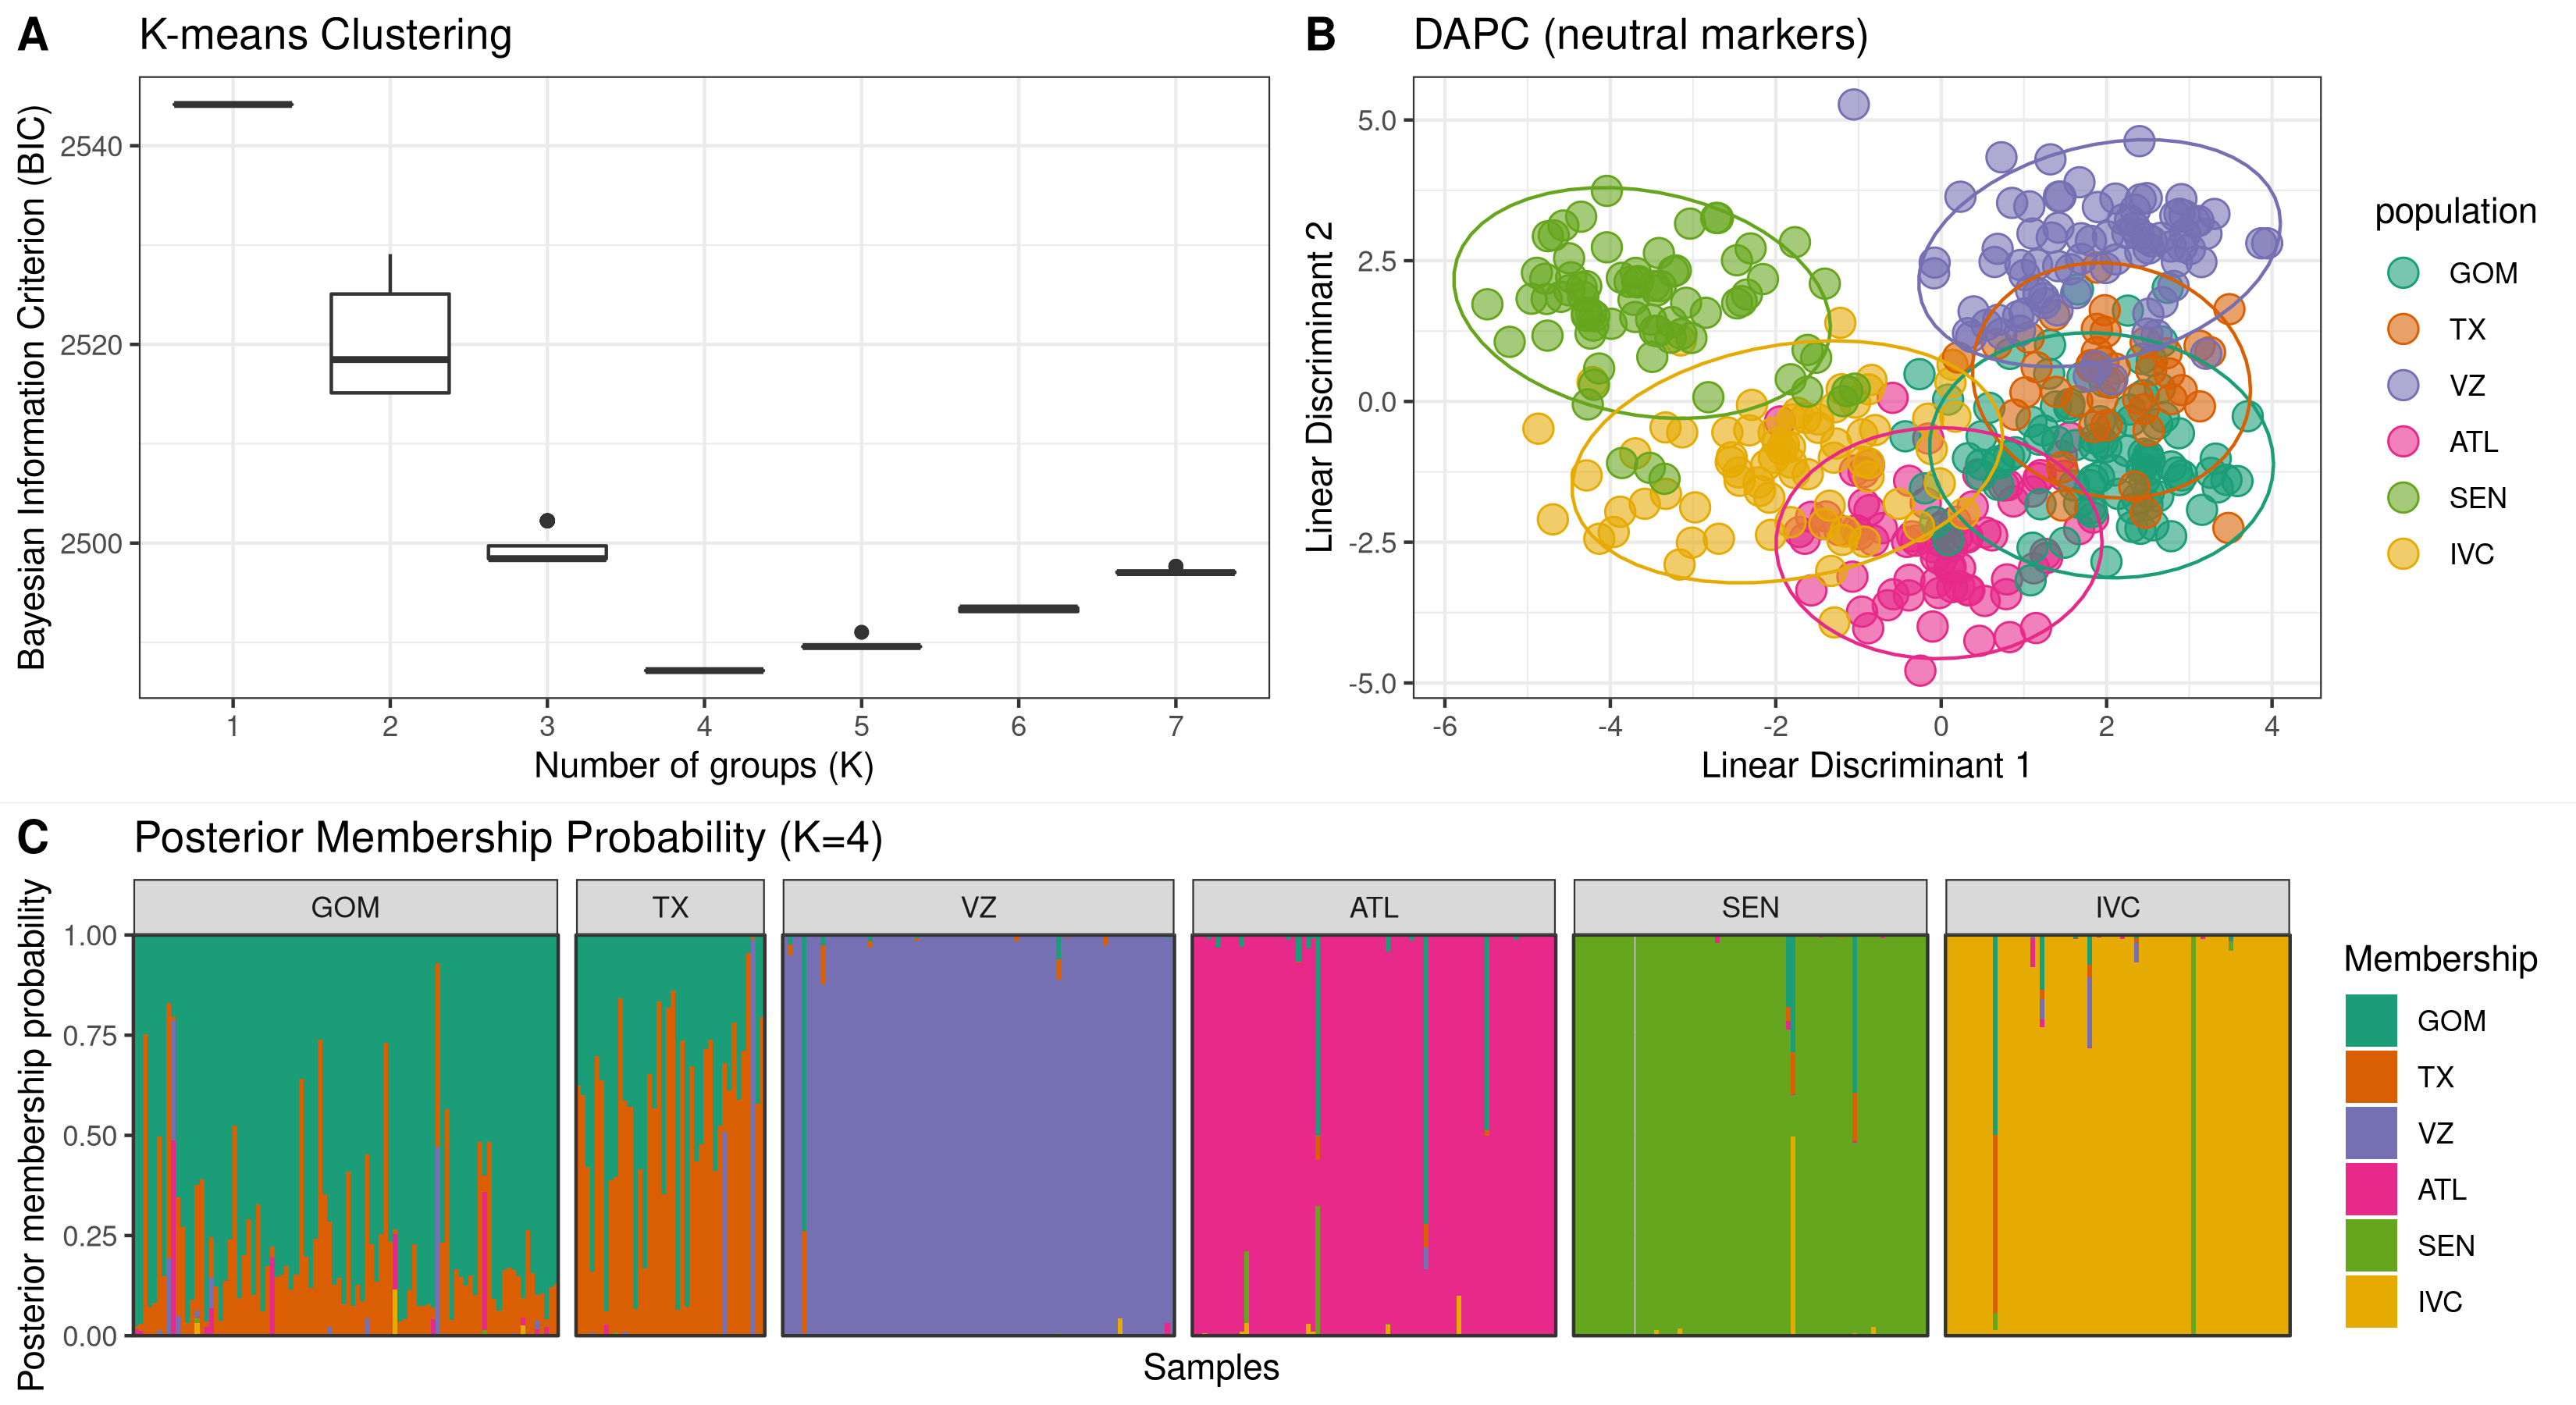 A
K-means Clustering
Bayesian Information Criterion (BIC)
2540
2520
2500
1 2 3 4 5 6 7
Number of groups (K)
B
DAPC (neutral markers)
Linear Discriminant 2
5.0
2.5
0.0
-2.5
-5.0
-6 -4 -2 0 2 4
Linear Discriminant 1
population
GOM
TX
VZ
ATL
SEN
IVC
C
Posterior Membership Probability (K=4)
Posterior membership probability
GOM TX VZ ATL SEN IVC
1.00
0.75
0.50
0.25
0.00
Samples
Membership
GOM
TX
VZ
ATL
SEN
IVC